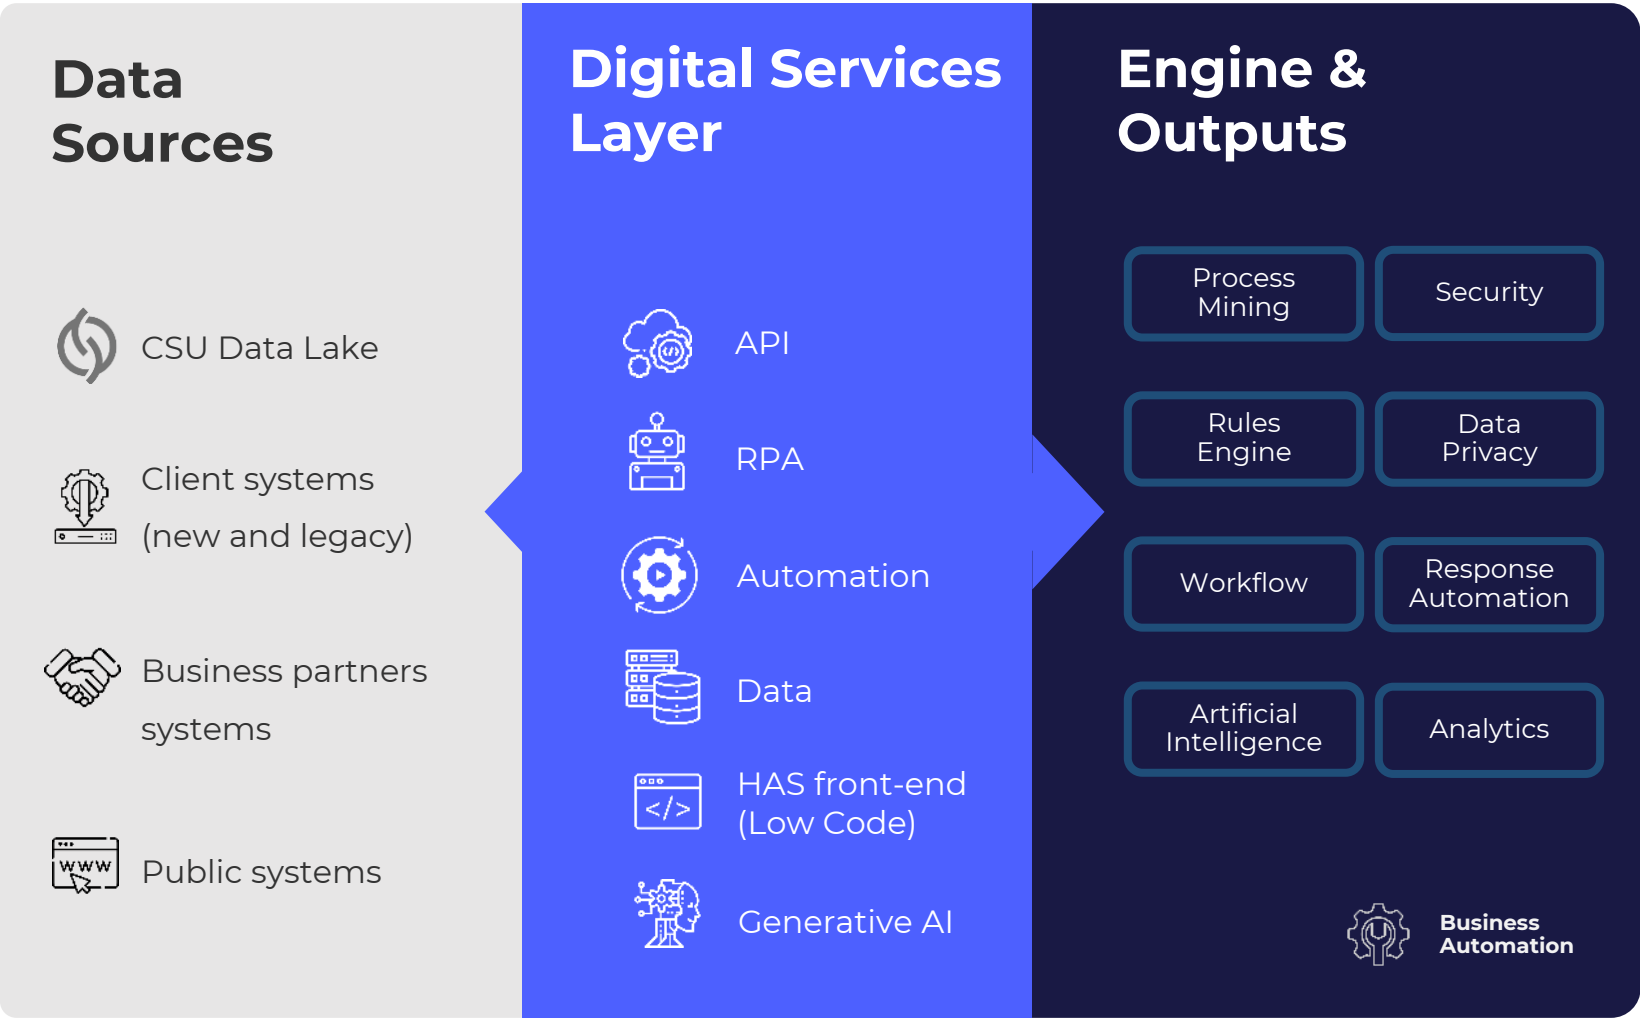 Data
Sources
CSU Data Lake
Client systems
(new and legacy)
Business partners
systems
WWW
Public systems
Digital Services
Layer
API
RPA
Automation
Data
HAS front-end
(Low Code)
Generative AI
Engine &
Outputs
Process
Mining
Security
Rules
Engine
Data
Privacy
Workflow
Response
Automation
Artificial
Intelligence
Analytics
Business
Automation